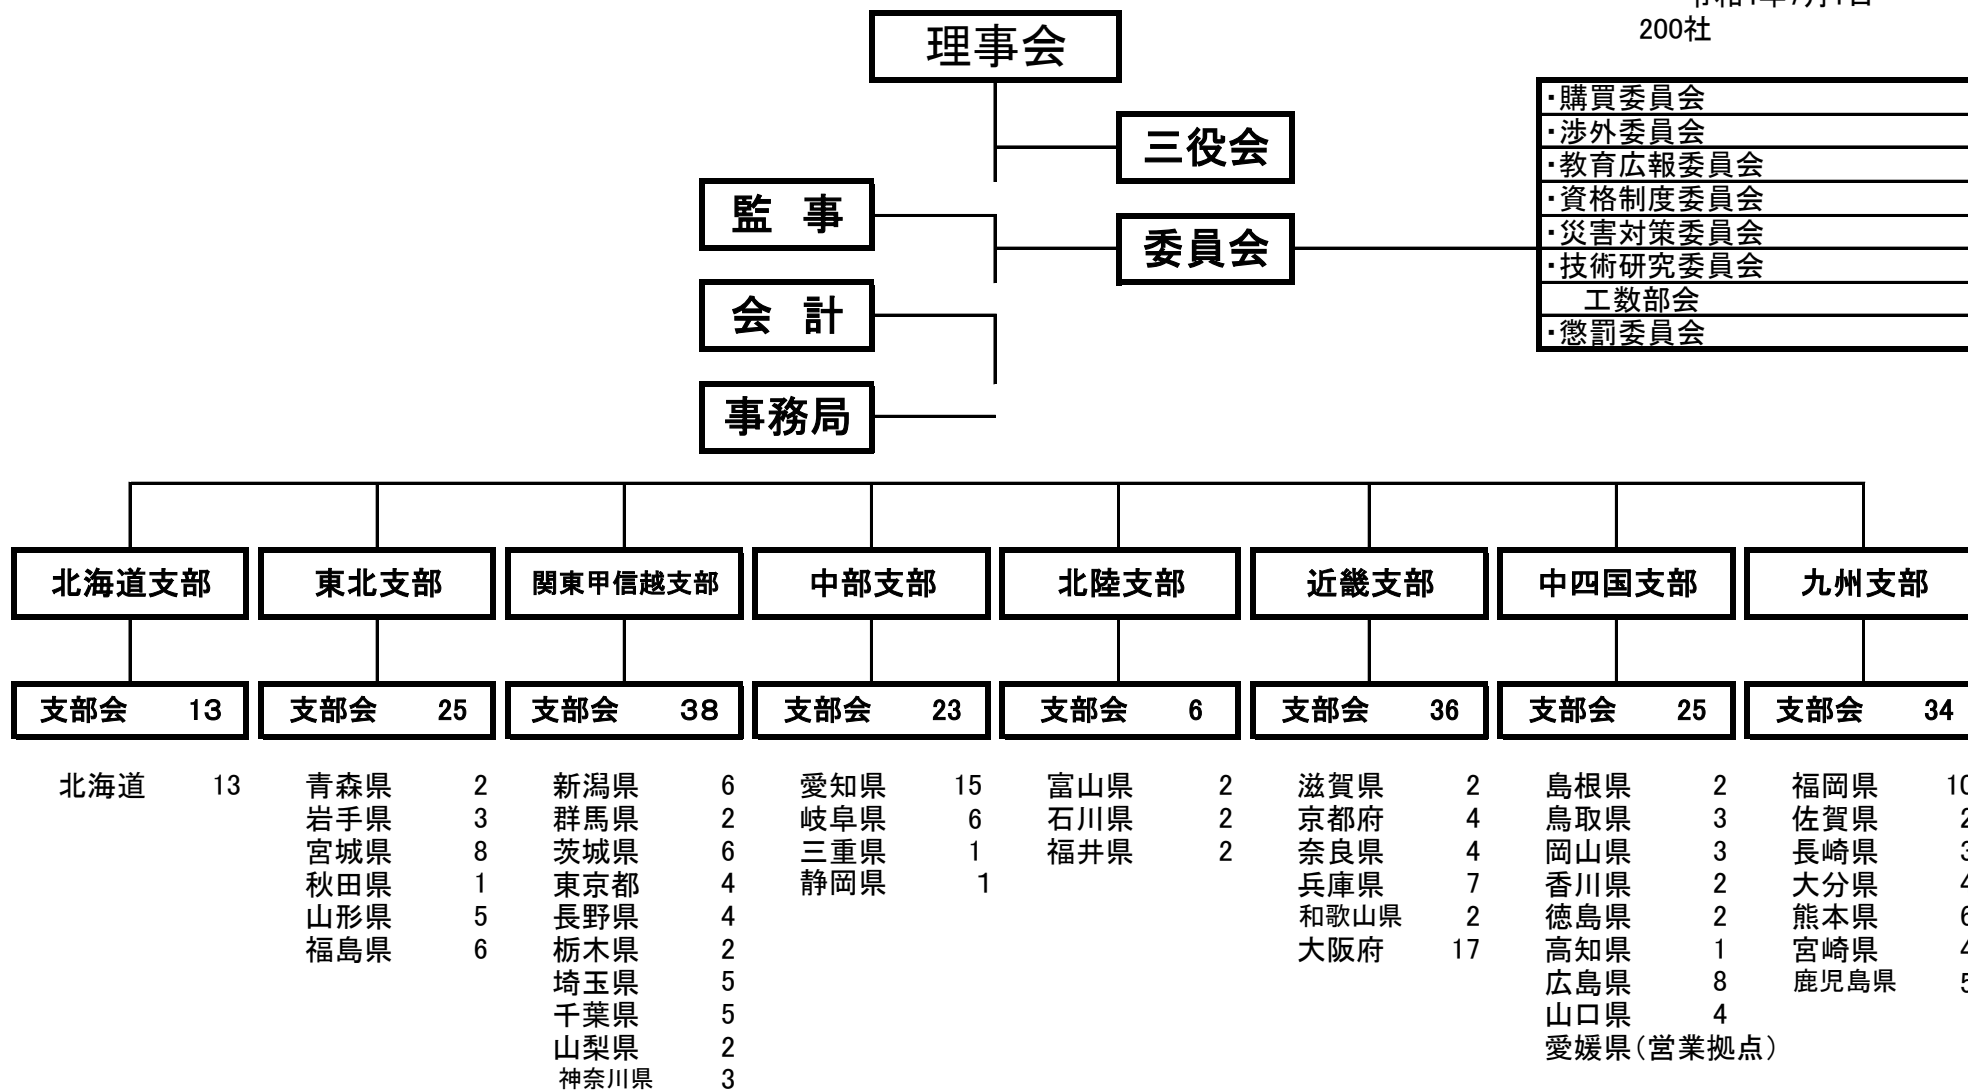 令和4年7月1日
200社
理事会
三役会
監　事
委員会
会　計
事務局
・購買委員会
・渉外委員会
・教育広報委員会
・資格制度委員会
・災害対策委員会
・技術研究委員会
工数部会
・懲罰委員会
北海道支部
東北支部
関東甲信越支部
中部支部
北陸支部
近畿支部
中四国支部
九州支部
支部会 13
支部会 25
支部会 38
支部会 23
支部会 6
支部会 36
支部会 25
支部会 34
北海道 13
青森県 2
岩手県 3
宮城県 8
秋田県 1
山形県 5
福島県 6
新潟県 6
群馬県 2
茨城県 6
東京都 4
長野県 4
栃木県 2
埼玉県 5
千葉県 5
山梨県 2
神奈川県 3
愛知県 15
岐阜県 6
三重県 1
静岡県 1
富山県 2
石川県 2
福井県 2
滋賀県 2
京都府 4
奈良県 4
兵庫県 7
和歌山県 2
大阪府 17
島根県 2
鳥取県 3
岡山県 3
香川県 2
徳島県 2
高知県 1
広島県 8
山口県 4
愛媛県（営業拠点）
福岡県 10
佐賀県 2
長崎県 3
大分県 4
熊本県 6
宮崎県 4
鹿児島県 5